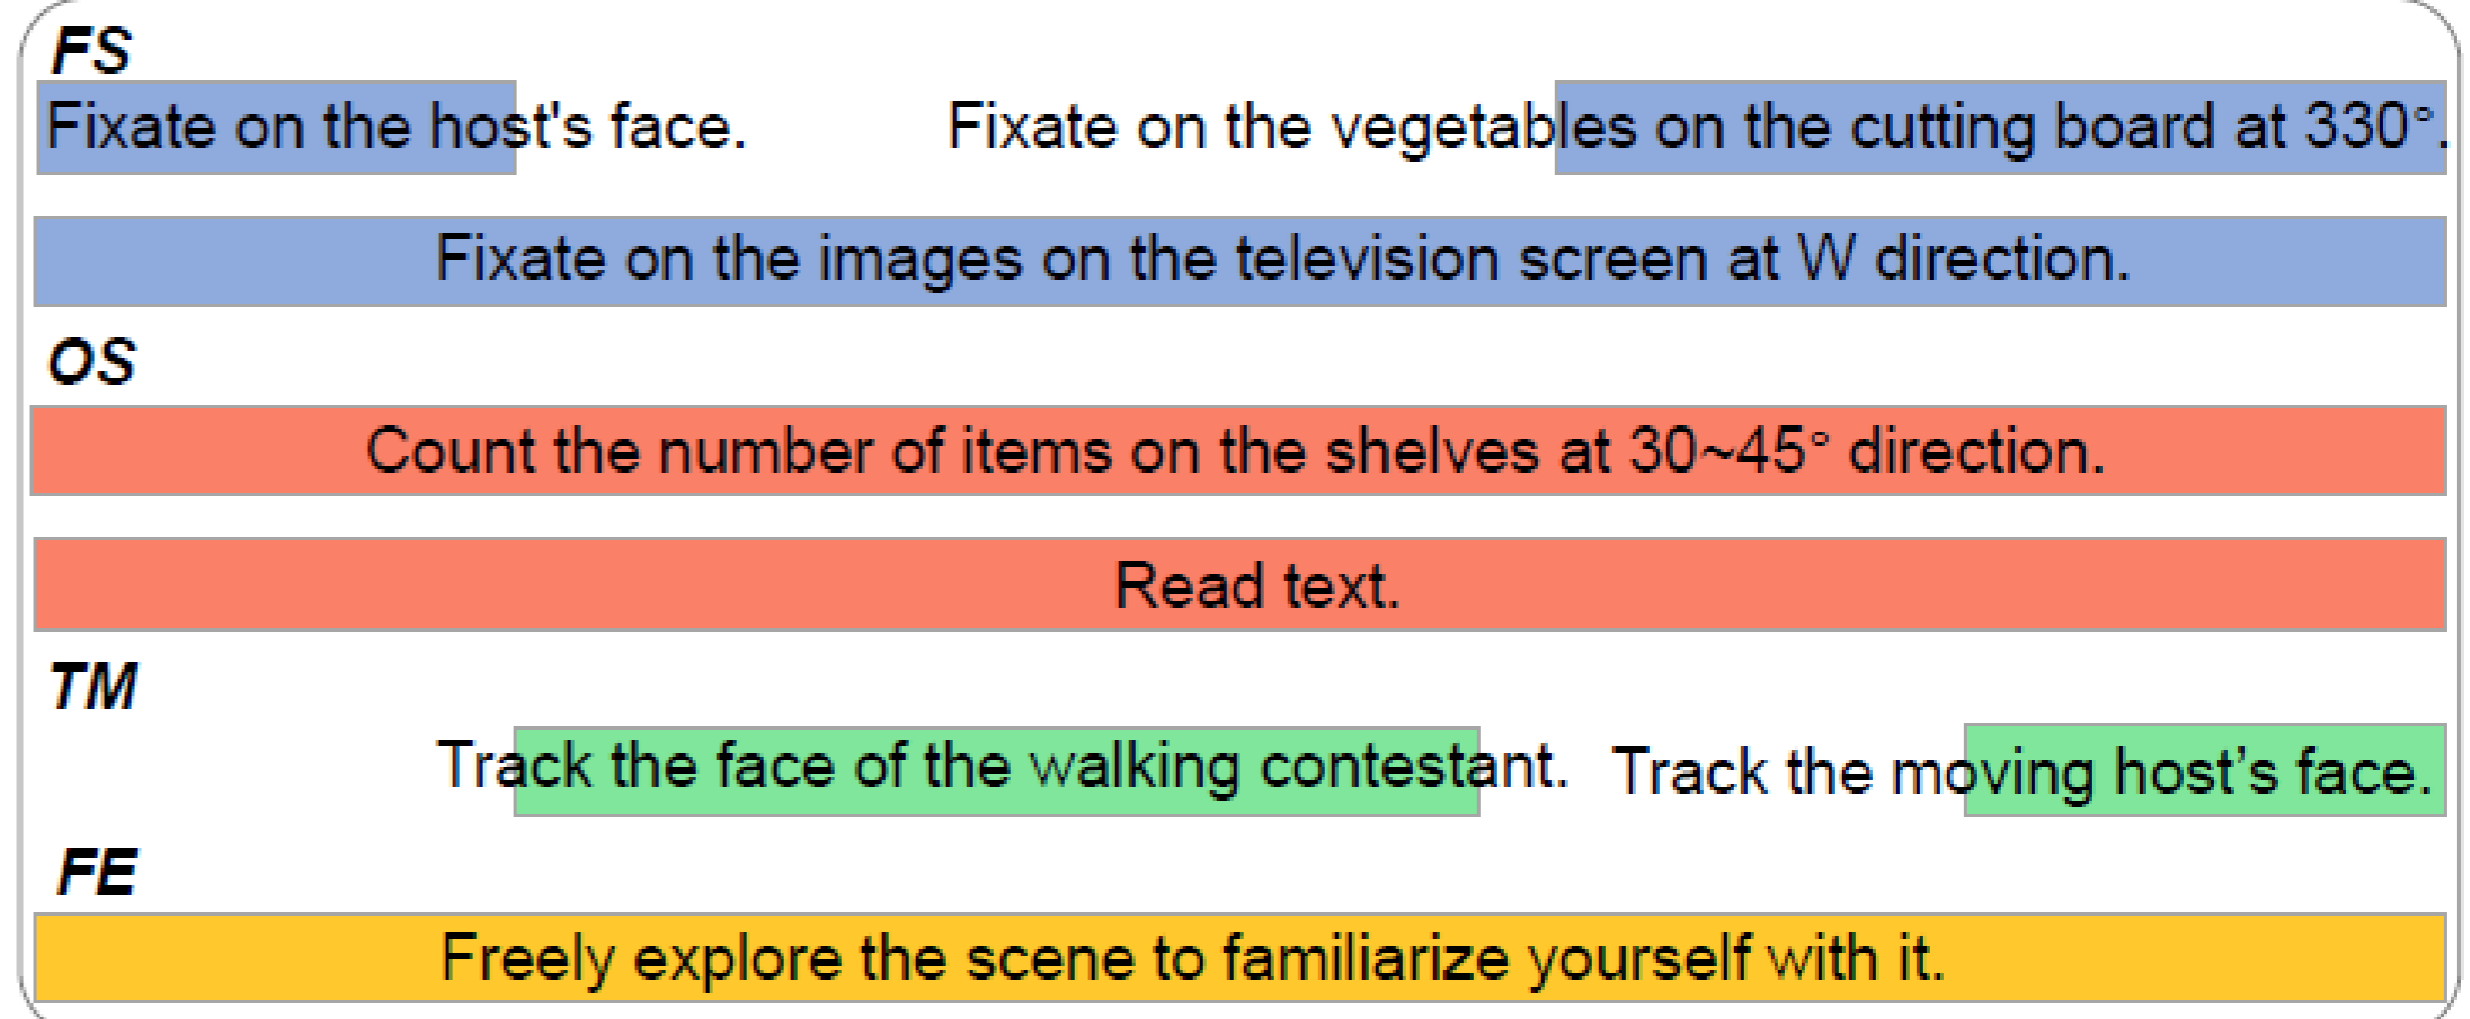 FS
Fixate on the host's face. Fixate on the vegetables on the cutting board at 330°.
Fixate on the images on the television screen at W direction.
OS
Count the number of items on the shelves at 30~45° direction.
Read text.
TM
Track the face of the walking contestant. Track the moving host’s face.
FE
Freely explore the scene to familiarize yourself with it.